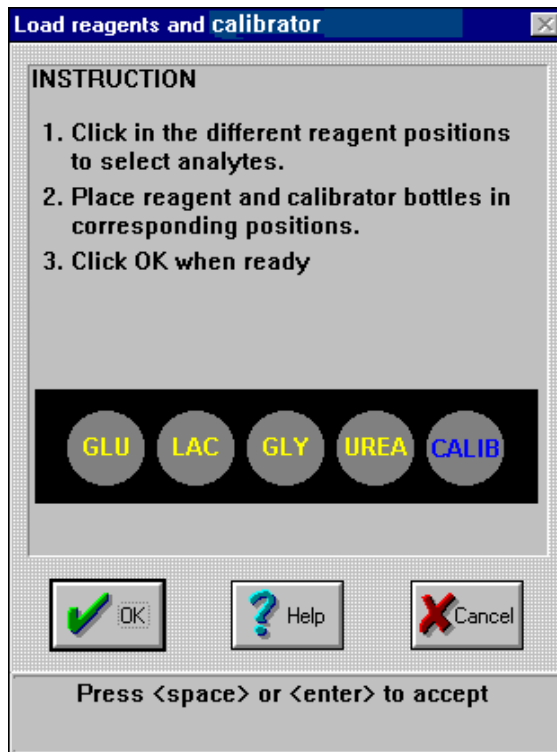 Load reagents and calibrator
INSTRUCTION
1. Click in the different reagent positions
to select analytes.
2. Place reagent and calibrator bottles in
corresponding positions.
3. Click OK when ready
GLU LAC GLY UREA CALIB
OK Help Cancel
Press <space> or <enter> to accept